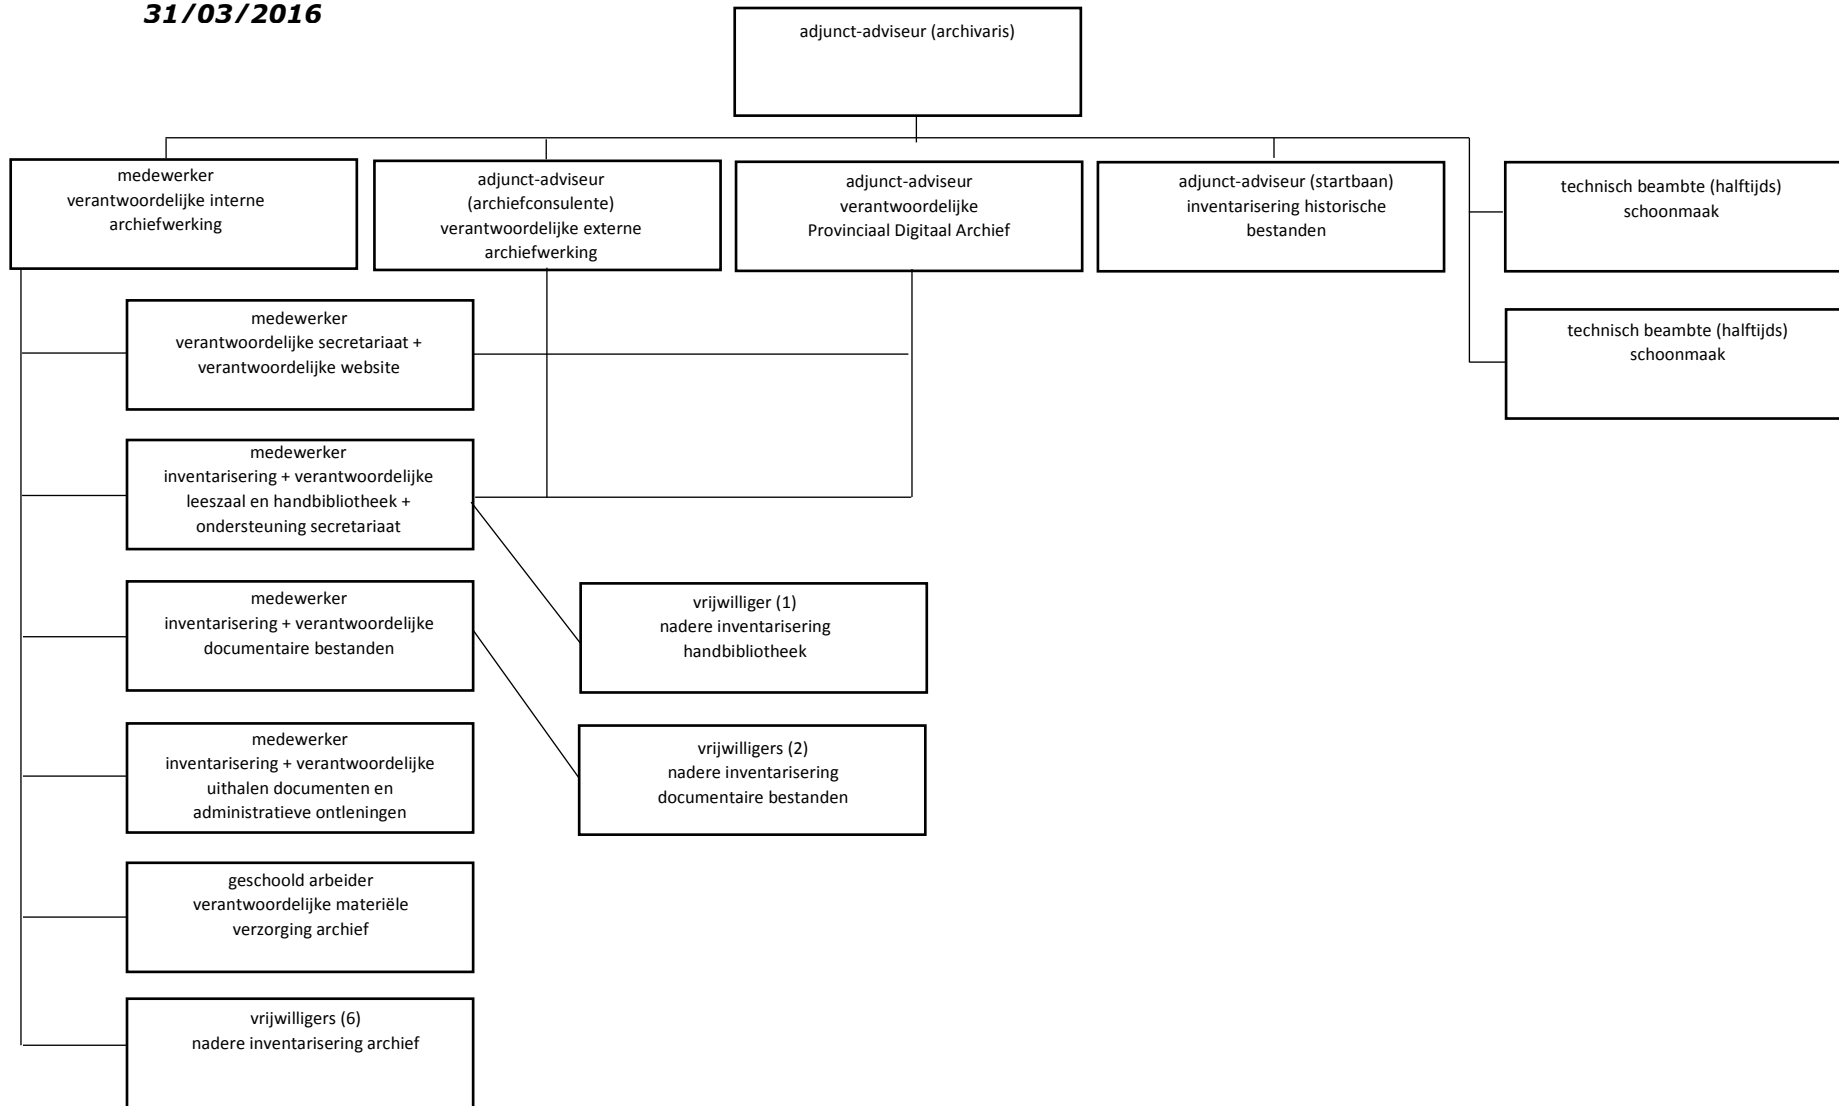 31/03/2016
adjunct-adviseur (archivaris)
medewerker
verantwoordelijke interne
archiefwerking
adjunct-adviseur
(archiefconsulente)
verantwoordelijke externe
archiefwerking
adjunct-adviseur
verantwoordelijke
Provinciaal Digitaal Archief
adjunct-adviseur (startbaan)
inventarisering historische
bestanden
technisch beambte (halftijds)
schoonmaak
technisch beambte (halftijds)
schoonmaak
medewerker
verantwoordelijke secretariaat +
verantwoordelijke website
medewerker
inventarisering + verantwoordelijke
leeszaal en handbibliotheek +
ondersteuning secretariaat
medewerker
inventarisering + verantwoordelijke
documentaire bestanden
vrijwilliger (1)
nadere inventarisering
handbibliotheek
medewerker
inventarisering + verantwoordelijke
uithalen documenten en
administratieve ontleningen
vrijwilligers (2)
nadere inventarisering
documentaire bestanden
geschoold arbeider
verantwoordelijke materiële
verzorging archief
vrijwilligers (6)
nadere inventarisering archief